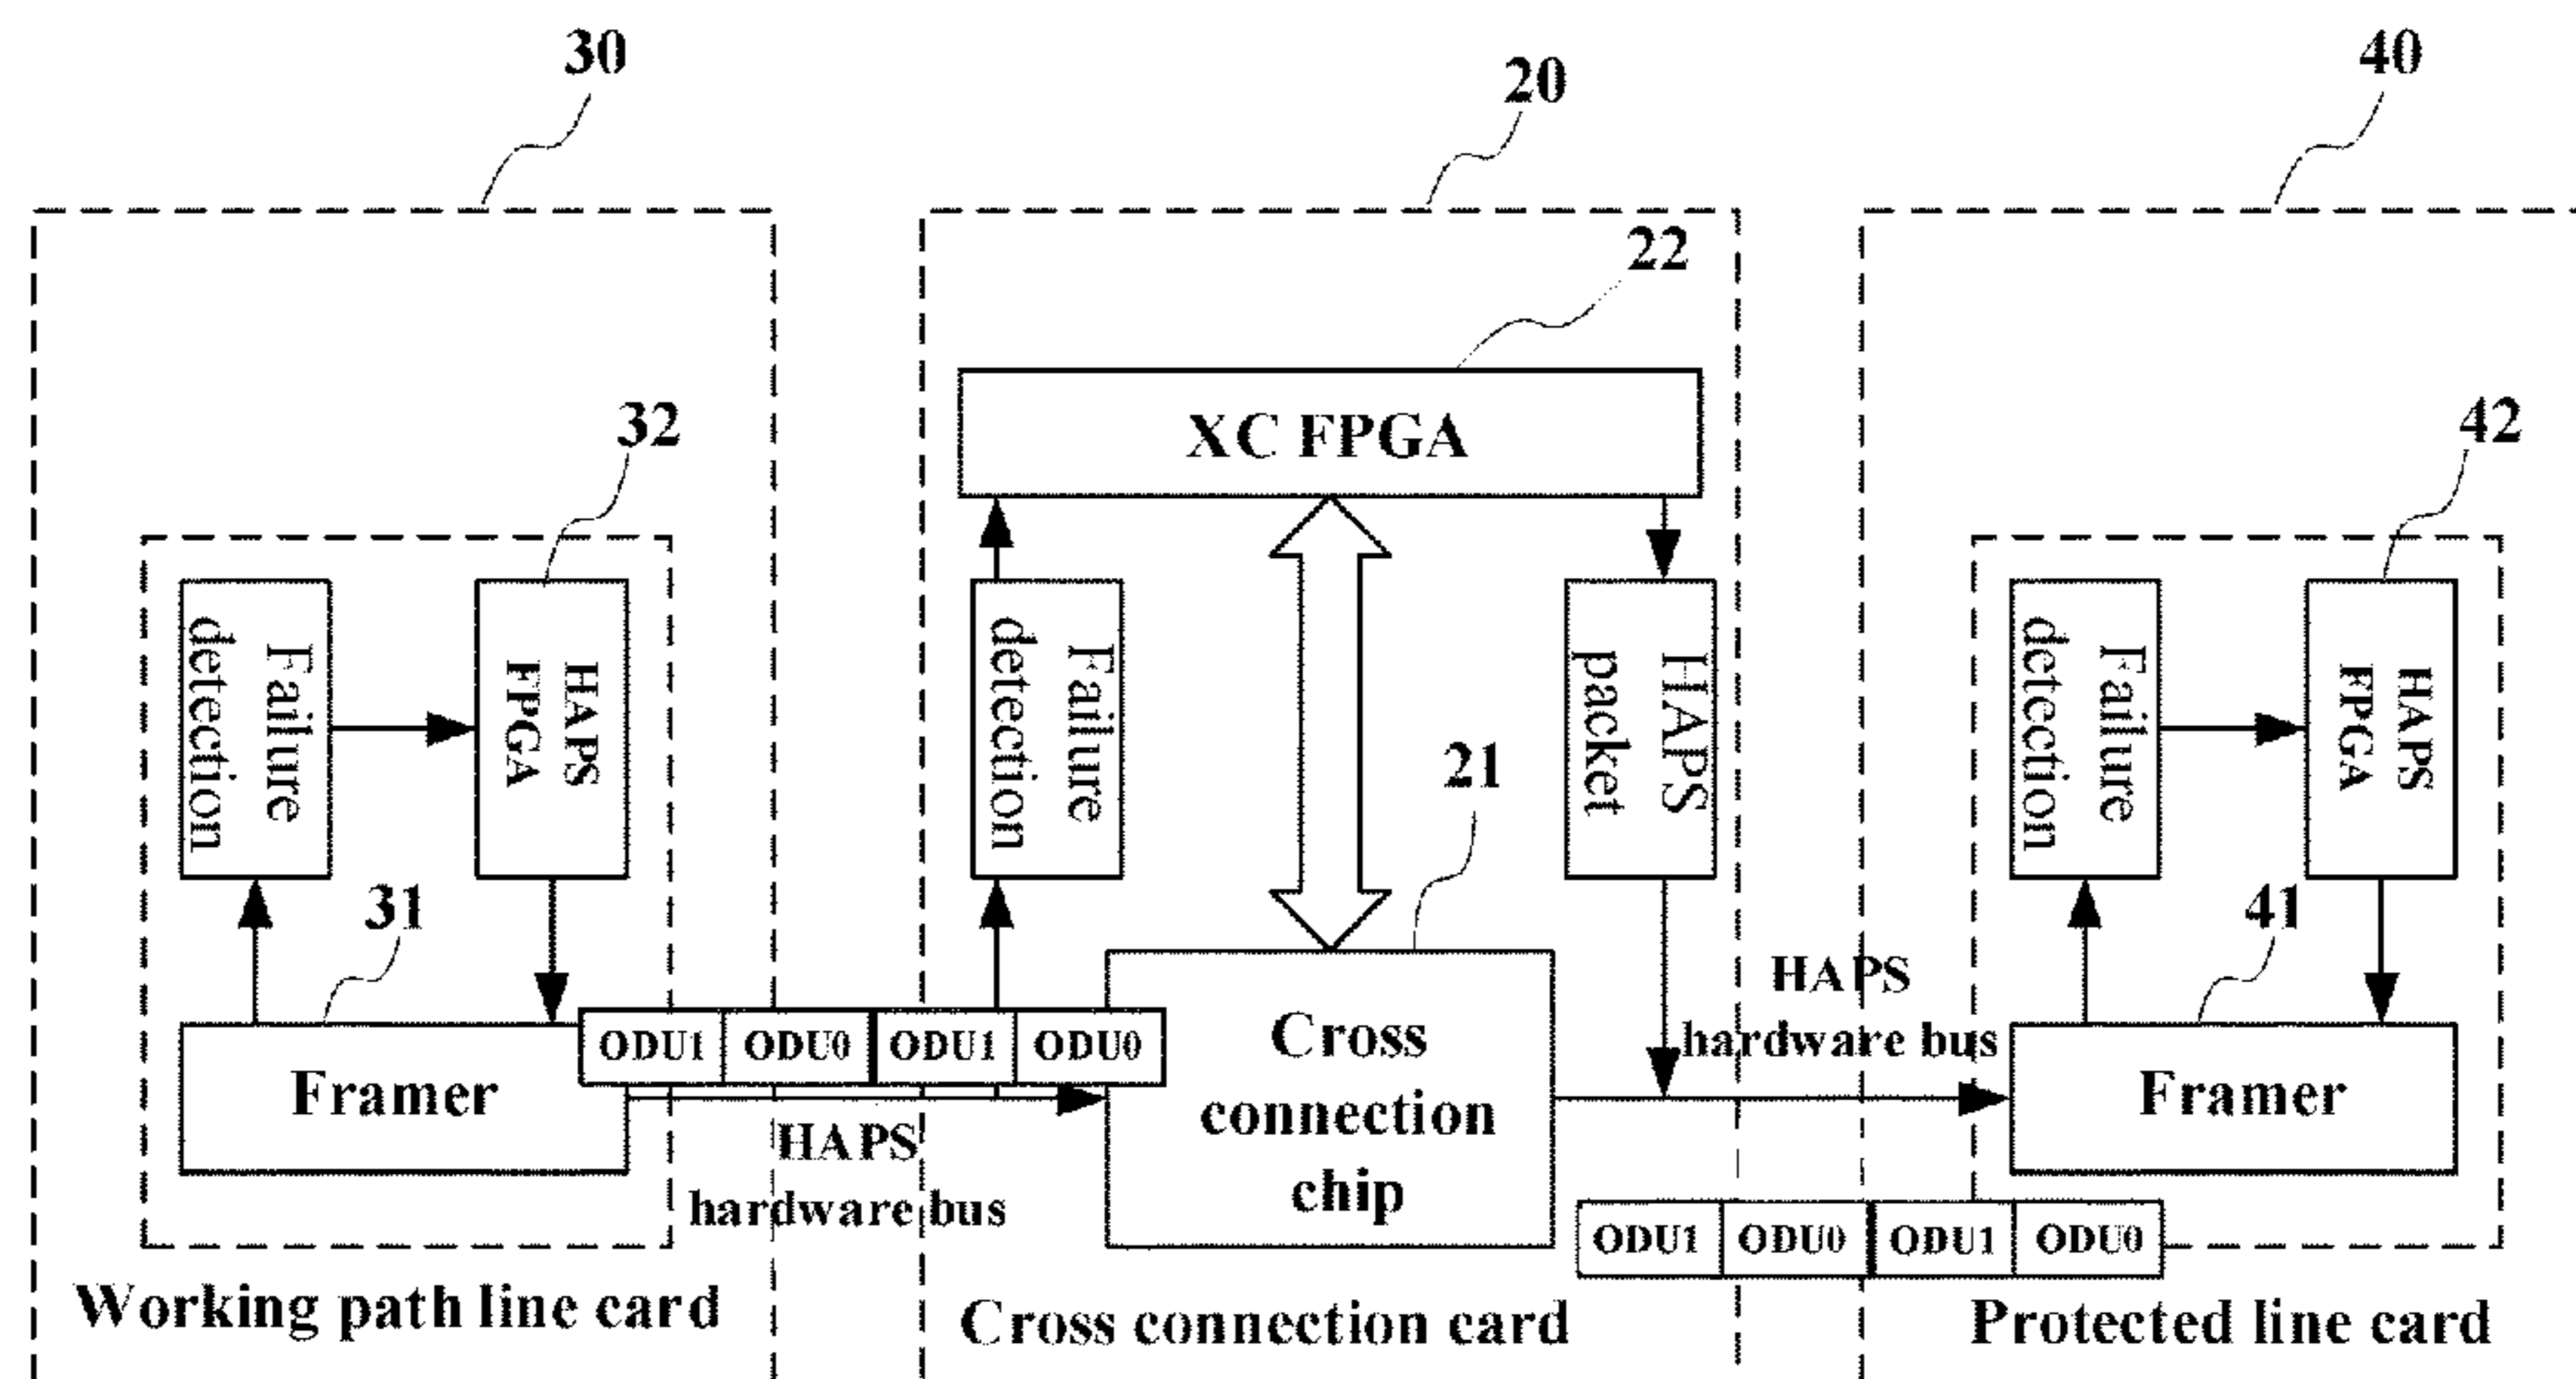 30
20
40
22
XC FPGA
32
42
Failure
detection
HAPS
FPGA
Failure
detection
HAPS
packet
Failure
detection
HAPS
FPGA
21
31
41
HAPS
hardware bus
ODU1 ODU0 ODU1 ODU0
Framer
Cross
connection
chip
Framer
HAPS
hardware bus
ODU1 ODU0 ODU1 ODU0
Working path line card
Cross connection card
Protected line card